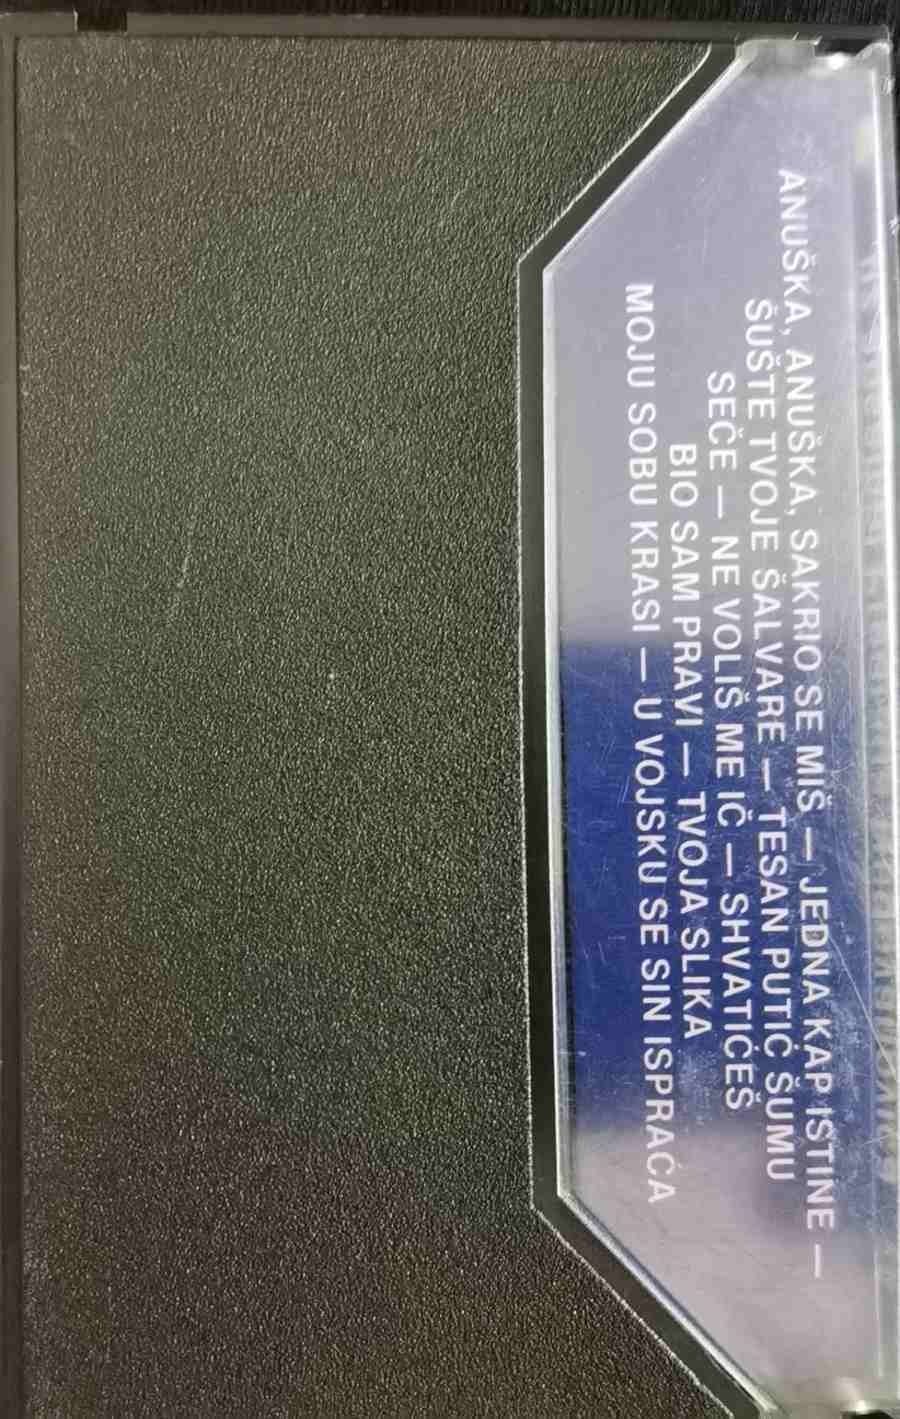 ANUŠKA, ANUŠKA, SAKRIO SE MIŠ — JEDNA KAP ISTINE —
ŠUŠTE TVOJE ŠALVARE — TESAN PUTIĆ ŠUMU
SEČE — NE VOLIŠ ME IČ — SHVATIĆEŠ
BIO SAM PRAVI — TVOJA SLIKA
MOJU SOBU KRASI — U VOJSKU SE SIN ISPRAĆA